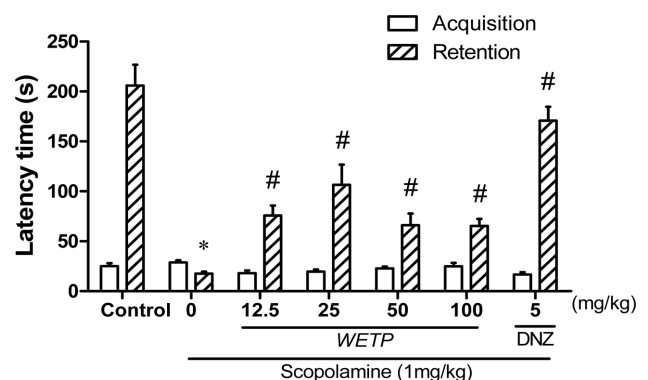 Acquisition
Retention
Latency time (s)
250
200
150
100
50
0
*
#
#
#
#
#
Control 0 12.5 25 50 100 5 (mg/kg)
WETP DNZ
Scopolamine (1mg/kg)